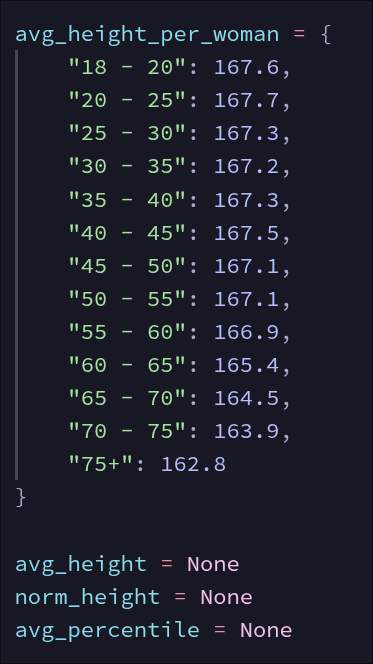 avg_height_per_woman = {
    "18 - 20": 167.6,
    "20 - 25": 167.7,
    "25 - 30": 167.3,
    "30 - 35": 167.2,
    "35 - 40": 167.3,
    "40 - 45": 167.5,
    "45 - 50": 167.1,
    "50 - 55": 167.1,
    "55 - 60": 166.9,
    "60 - 65": 165.4,
    "65 - 70": 164.5,
    "70 - 75": 163.9,
    "75+": 162.8
}

avg_height = None
norm_height = None
avg_percentile = None